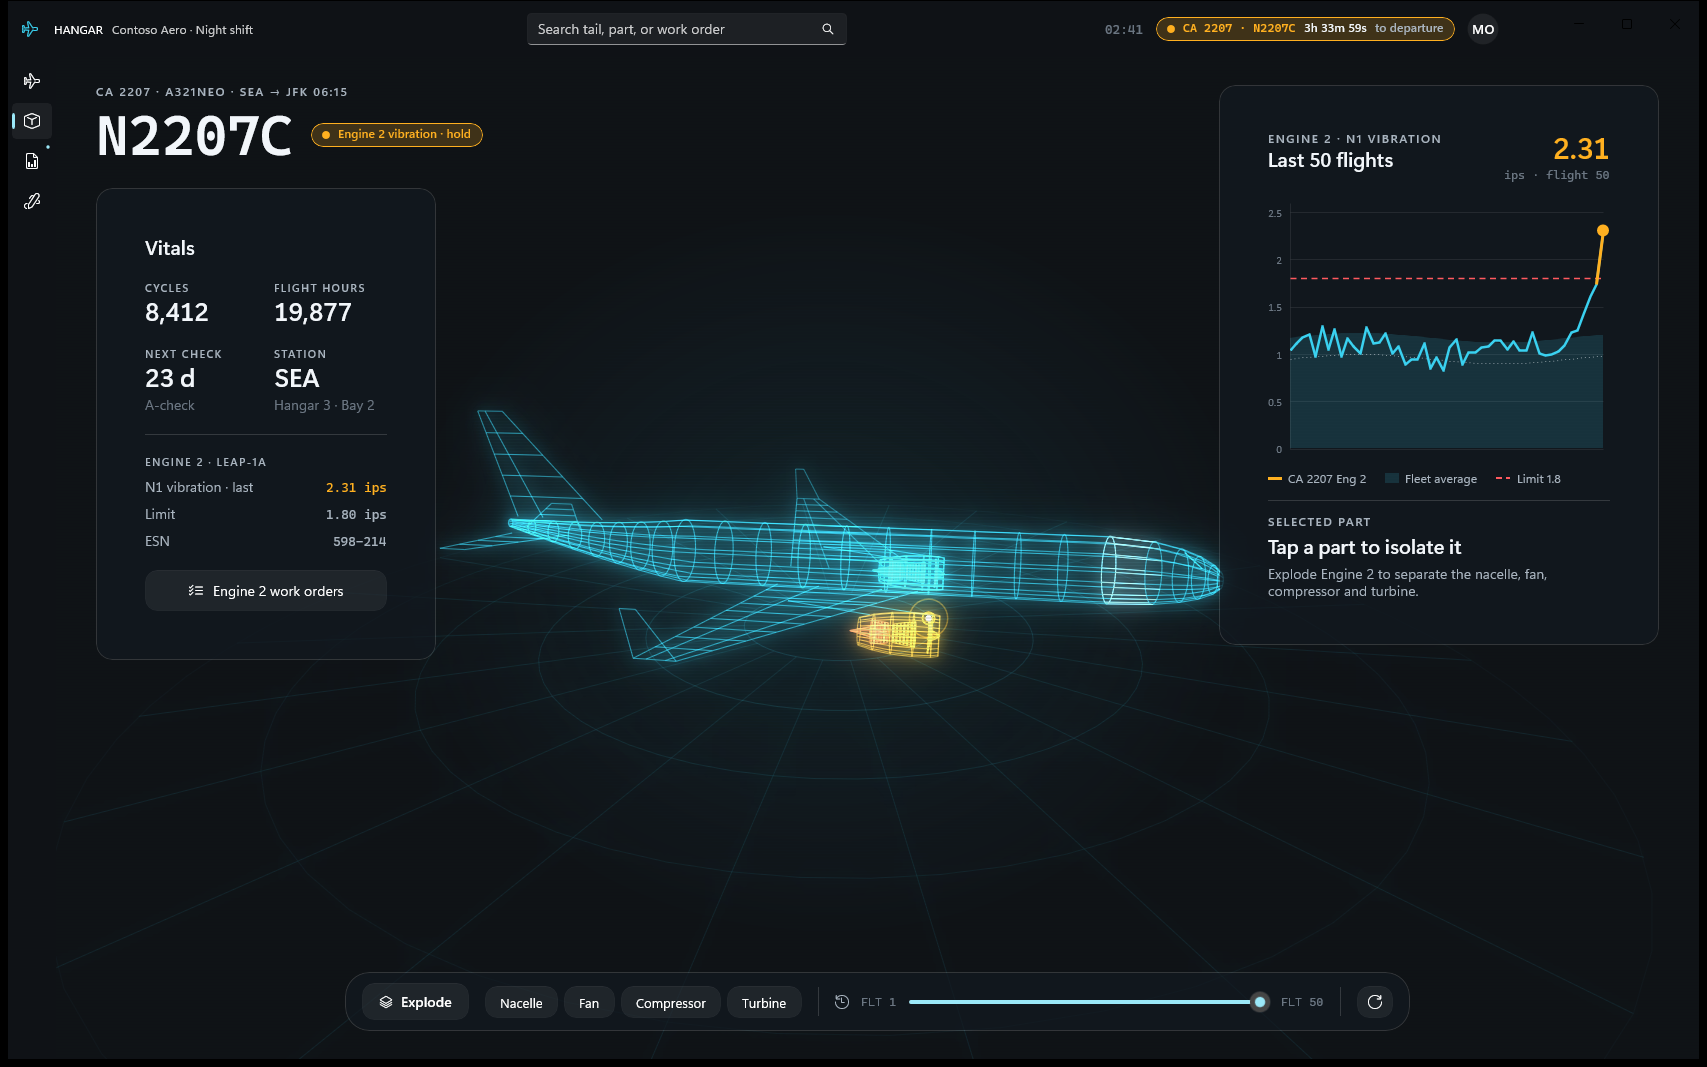 HANGAR Contoso Aero · Night shift
Search tail, part, or work order
02:41
CA 2207 · N2207C 3h 33m 59s to departure
MO
CA 2207 · A321NEO · SEA → JFK 06:15
N2207C
Engine 2 vibration · hold
Vitals
CYCLES
8,412
FLIGHT HOURS
19,877
NEXT CHECK
23 d
A-check
STATION
SEA
Hangar 3 · Bay 2
ENGINE 2 · LEAP-1A
N1 vibration · last 2.31 ips
Limit 1.80 ips
ESN 598-214
Engine 2 work orders
ENGINE 2 · N1 VIBRATION
Last 50 flights
2.31
ips · flight 50
2.5
2
1.5
1
0.5
0
CA 2207 Eng 2 Fleet average Limit 1.8
SELECTED PART
Tap a part to isolate it
Explode Engine 2 to separate the nacelle, fan,
compressor and turbine.
Explode Nacelle Fan Compressor Turbine FLT 1 FLT 50